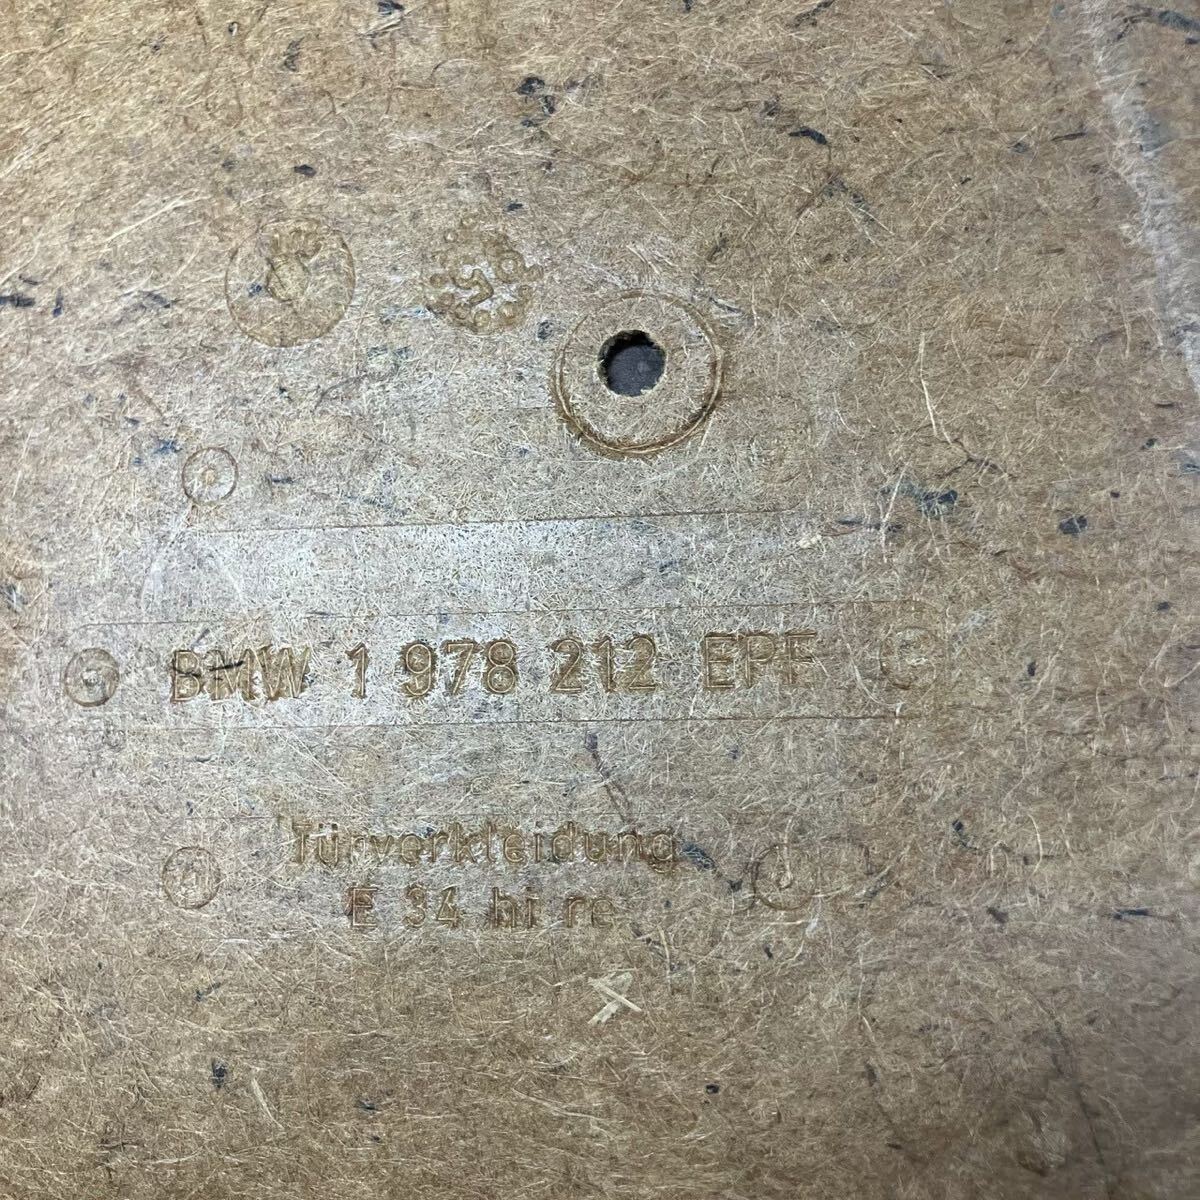 BMW 1 978 212 EPF
Türverkleidung
E 34 hi re